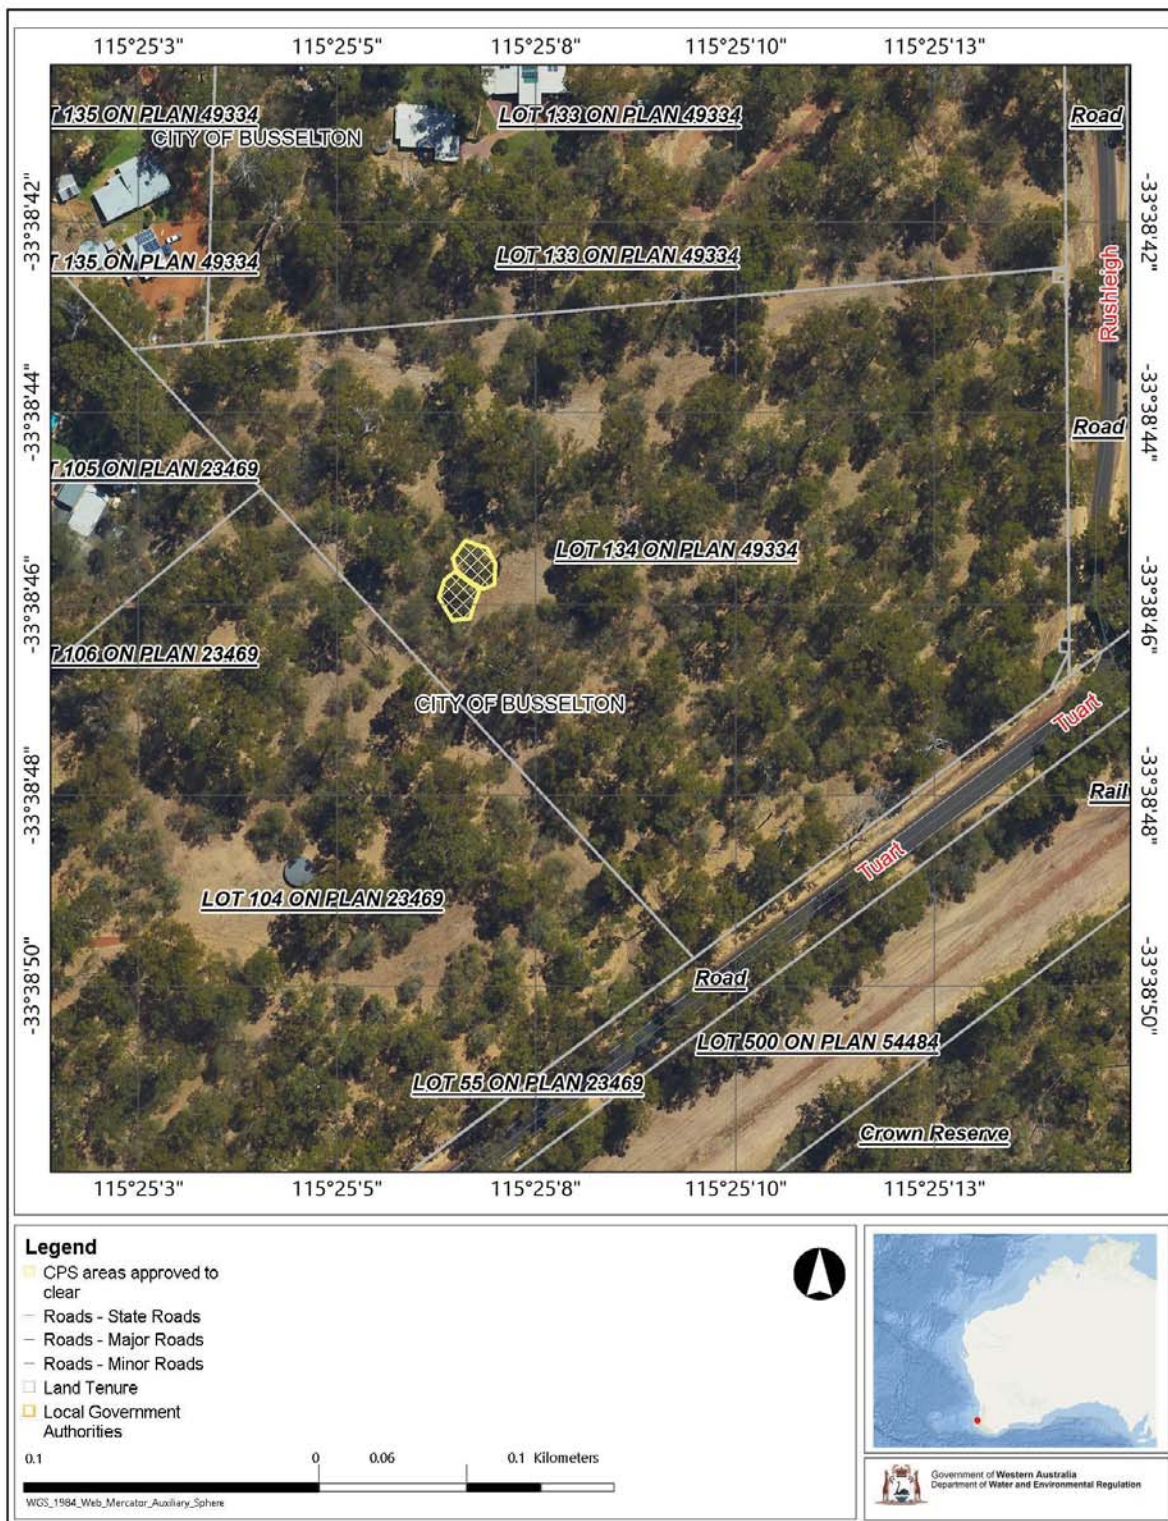 115°25'3" 115°25'5" 115°25'8" 115°25'10" 115°25'13"
T 135 ON PLAN 49334
LOT 133 ON PLAN 49334
Road
CITY OF BUSSELTON
-33°38'42"
-33°38'42"
T 135 ON PLAN 49334
LOT 133 ON PLAN 49334
Rushleigh
-33°38'44"
-33°38'44"
Road
T 105 ON PLAN 23469
LOT 134 ON PLAN 49334
-33°38'46"
-33°38'46"
T 106 ON PLAN 23469
CITY OF BUSSELTON
Tuart
-33°38'48"
-33°38'48"
Rail
Tuart
LOT 104 ON PLAN 23469
-33°38'50"
-33°38'50"
Road
LOT 500 ON PLAN 54484
LOT 55 ON PLAN 23469
Crown Reserve
115°25'3" 115°25'5" 115°25'8" 115°25'10" 115°25'13"
Legend
CPS areas approved to
clear
Roads - State Roads
Roads - Major Roads
Roads - Minor Roads
Land Tenure
Local Government
Authorities
0.1 0 0.06 0.1 Kilometers
WGS_1984_Web_Mercator_Auxiliary_Sphere
Government of Western Australia
Department of Water and Environmental Regulation